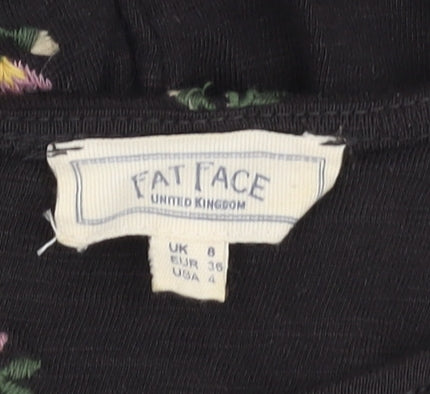 FAT FACE
UNITED KINGDOM
UK 8
EUR 36
USA 4